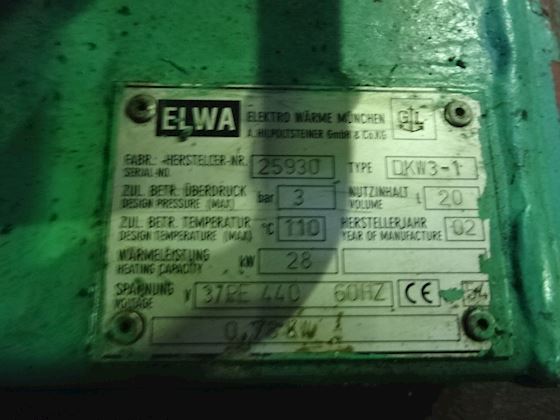 ELWA ELEKTRO WÄRME MÜNCHEN GL
A. HILPOLTSTEINER GmbH & Co.KG
FABR.- HERSTELLER-NR. 25930 TYPE DKW3-1
SERIAL-NO.
ZUL. BETR. ÜBERDRUCK bar 3 NUTZINHALT l 20
DESIGN PRESSURE (MAX) VOLUME
ZUL. BETR. TEMPERATUR °C 110 HERSTELLERJAHR 02
DESIGN TEMPERATURE (MAX) YEAR OF MANUFACTURE
WÄRMELEISTUNG kW 28
HEATING CAPACITY
SPANNUNG V 440 60HZ CE
VOLTAGE